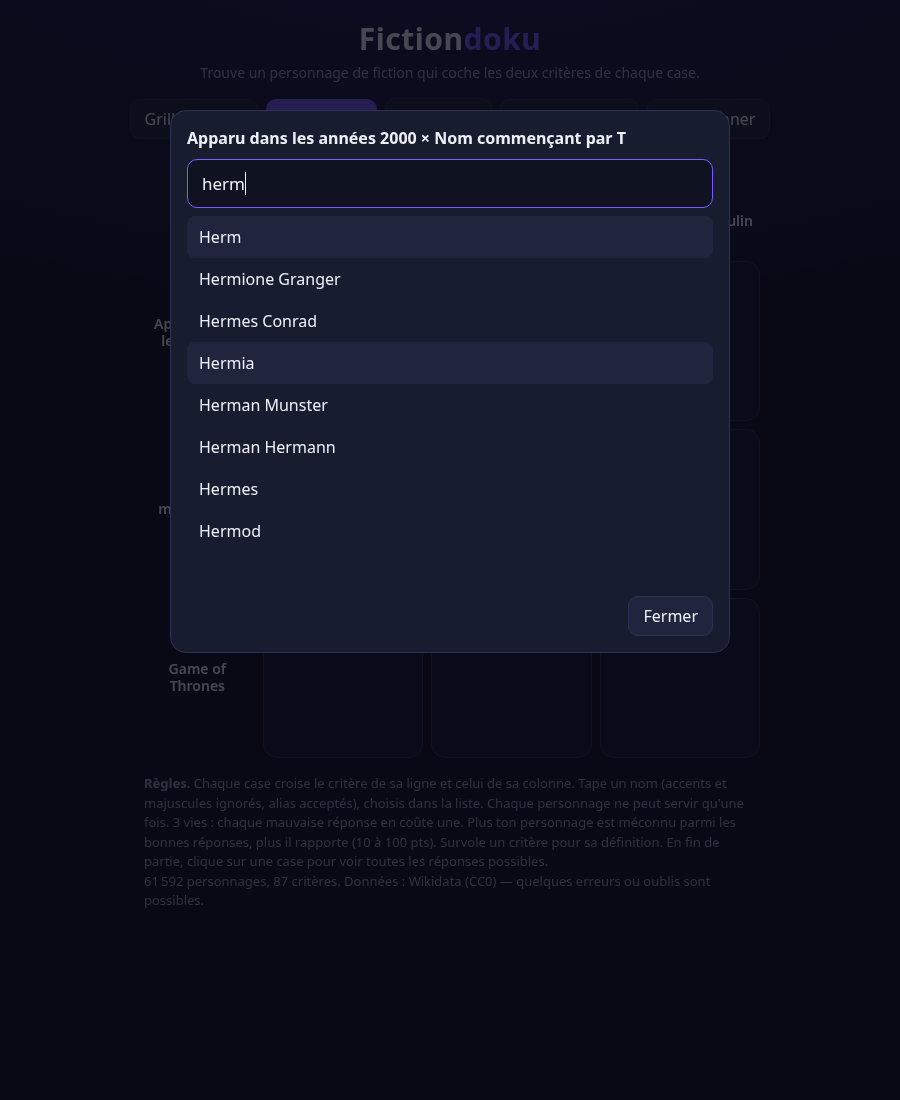 Fictiondoku
Trouve un personnage de fiction qui coche les deux critères de chaque case.
Apparu dans les années 2000 × Nom commençant par T
herm
Herm
Hermione Granger
Hermes Conrad
Hermia
Herman Munster
Herman Hermann
Hermes
Hermod
Fermer
Game of
Thrones
Règles. Chaque case croise le critère de sa ligne et celui de sa colonne. Tape un nom (accents et
majuscules ignorés, alias acceptés), choisis dans la liste. Chaque personnage ne peut servir qu'une
fois. 3 vies : chaque mauvaise réponse en coûte une. Plus ton personnage est méconnu parmi les
bonnes réponses, plus il rapporte (10 à 100 pts). Survole un critère pour sa définition. En fin de
partie, clique sur une case pour voir toutes les réponses possibles.
61 592 personnages, 87 critères. Données : Wikidata (CC0) — quelques erreurs ou oublis sont
possibles.